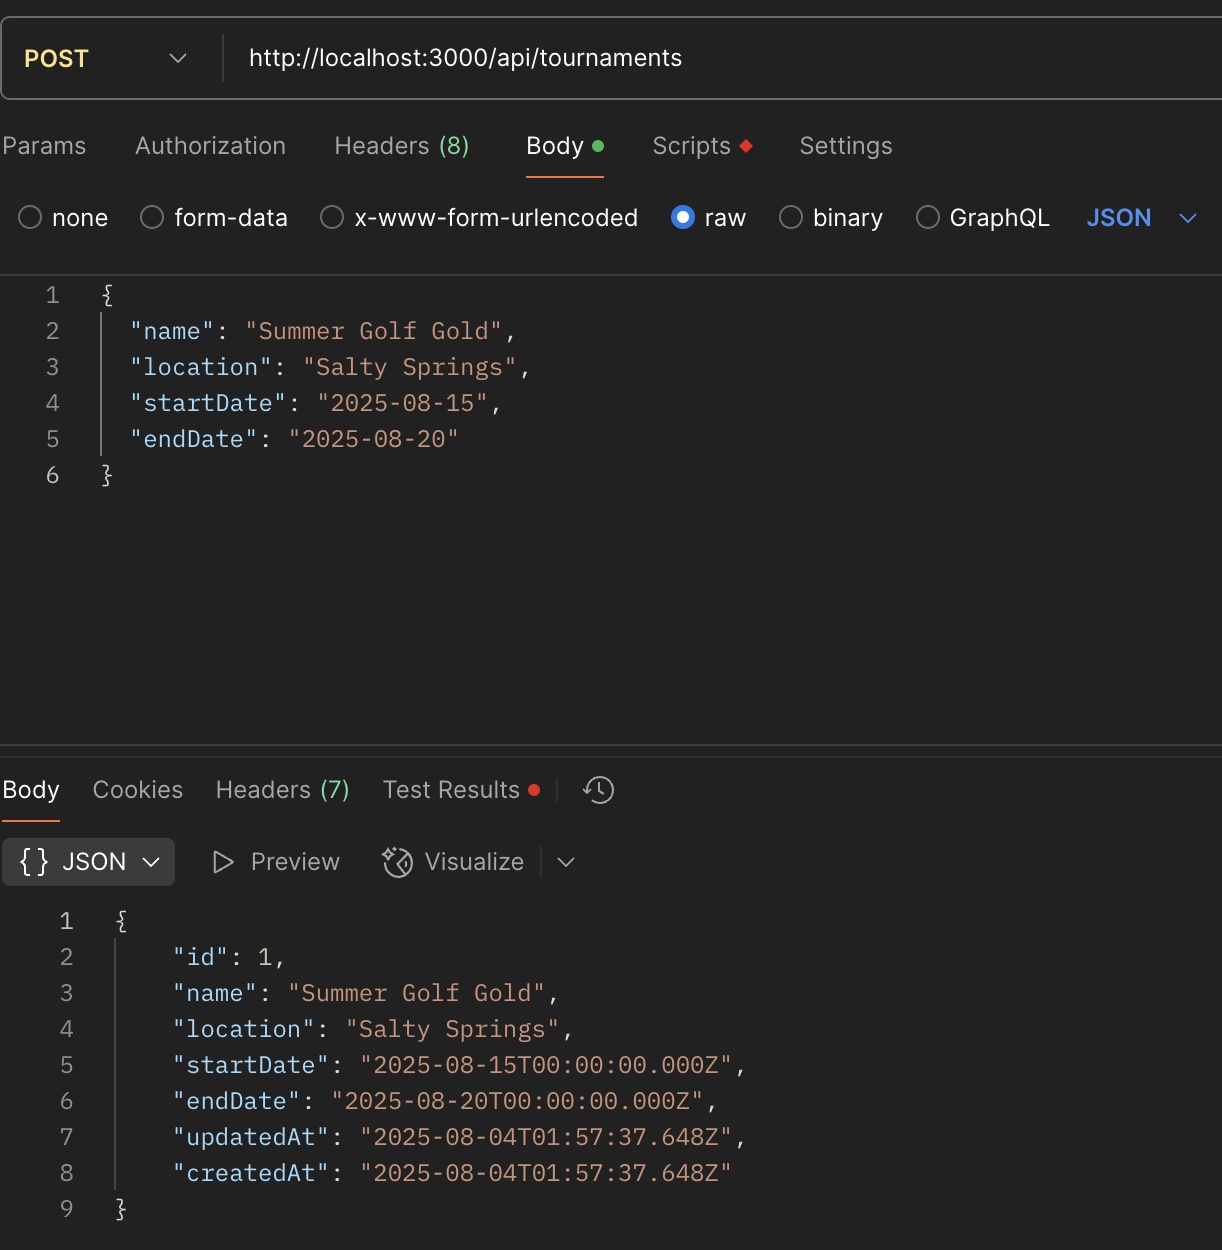 POST http://localhost:3000/api/tournaments
Params Authorization Headers (8) Body Scripts Settings
none form-data x-www-form-urlencoded raw binary GraphQL JSON
1 {
2 "name": "Summer Golf Gold",
3 "location": "Salty Springs",
4 "startDate": "2025-08-15",
5 "endDate": "2025-08-20"
6 }
Body Cookies Headers (7) Test Results
{} JSON Preview Visualize
1 {
2 "id": 1,
3 "name": "Summer Golf Gold",
4 "location": "Salty Springs",
5 "startDate": "2025-08-15T00:00:00.000Z",
6 "endDate": "2025-08-20T00:00:00.000Z",
7 "updatedAt": "2025-08-04T01:57:37.648Z",
8 "createdAt": "2025-08-04T01:57:37.648Z"
9 }